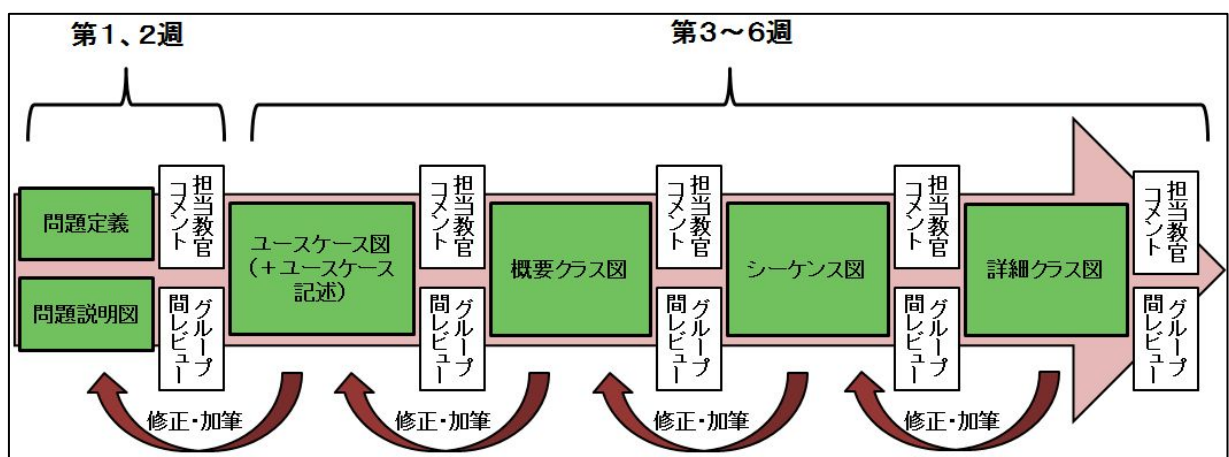 第1、2週
第3～6週
問題定義
問題説明図
担当教官
コメント
グループ
間レビュー
ユースケース図
(＋ユースケース
記述)
担当教官
コメント
グループ
間レビュー
概要クラス図
担当教官
コメント
グループ
間レビュー
シーケンス図
担当教官
コメント
グループ
間レビュー
詳細クラス図
担当教官
コメント
グループ
間レビュー
修正・加筆
修正・加筆
修正・加筆
修正・加筆